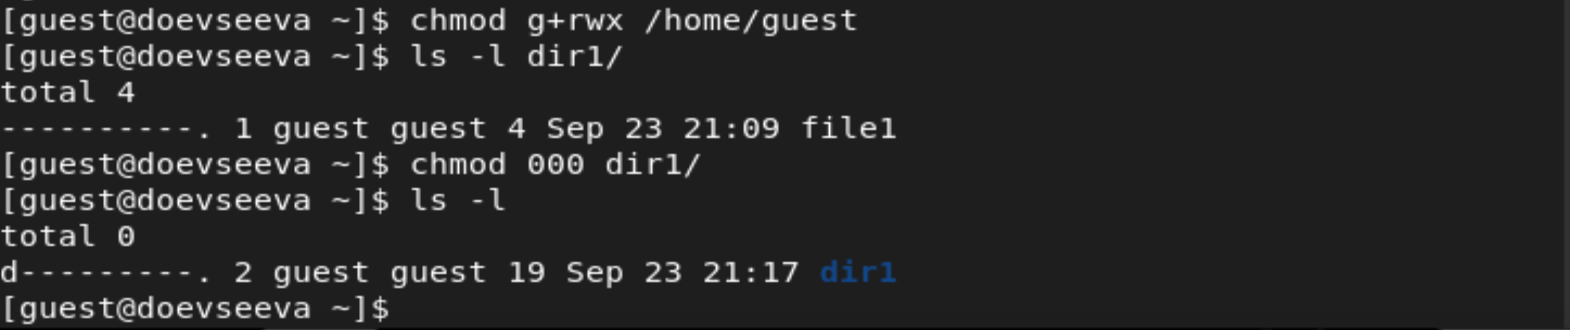 [guest@doevseeva ~]$ chmod g+rwx /home/guest
[guest@doevseeva ~]$ ls -l dir1/
total 4
----------. 1 guest guest 4 Sep 23 21:09 file1
[guest@doevseeva ~]$ chmod 000 dir1/
[guest@doevseeva ~]$ ls -l
total 0
d---------. 2 guest guest 19 Sep 23 21:17 dir1
[guest@doevseeva ~]$